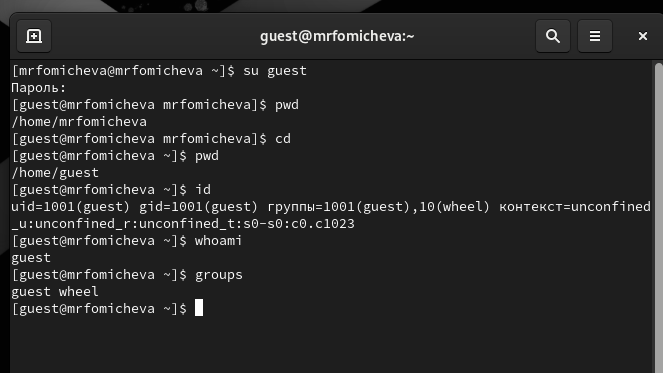 guest@mrfomicheva:~
[mrfomicheva@mrfomicheva ~]$ su guest
Пароль:
[guest@mrfomicheva mrfomicheva]$ pwd
/home/mrfomicheva
[guest@mrfomicheva mrfomicheva]$ cd
[guest@mrfomicheva ~]$ pwd
/home/guest
[guest@mrfomicheva ~]$ id
uid=1001(guest) gid=1001(guest) группы=1001(guest),10(wheel) контекст=unconfined
_u:unconfined_r:unconfined_t:s0-s0:c0.c1023
[guest@mrfomicheva ~]$ whoami
guest
[guest@mrfomicheva ~]$ groups
guest wheel
[guest@mrfomicheva ~]$